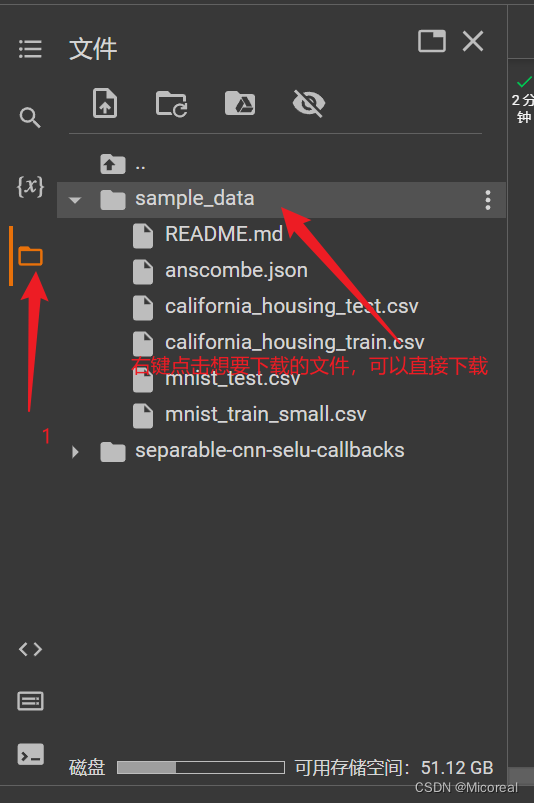 文件
2 分
钟
{x}
..
sample_data
README.md
anscombe.json
california_housing_test.csv
california_housing_train.csv
右键点击想要下载的文件，可以直接下载
mnist_test.csv
mnist_train_small.csv
1
separable-cnn-selu-callbacks
磁盘 可用存储空间：51.12 GB
CSDN @Micoreal